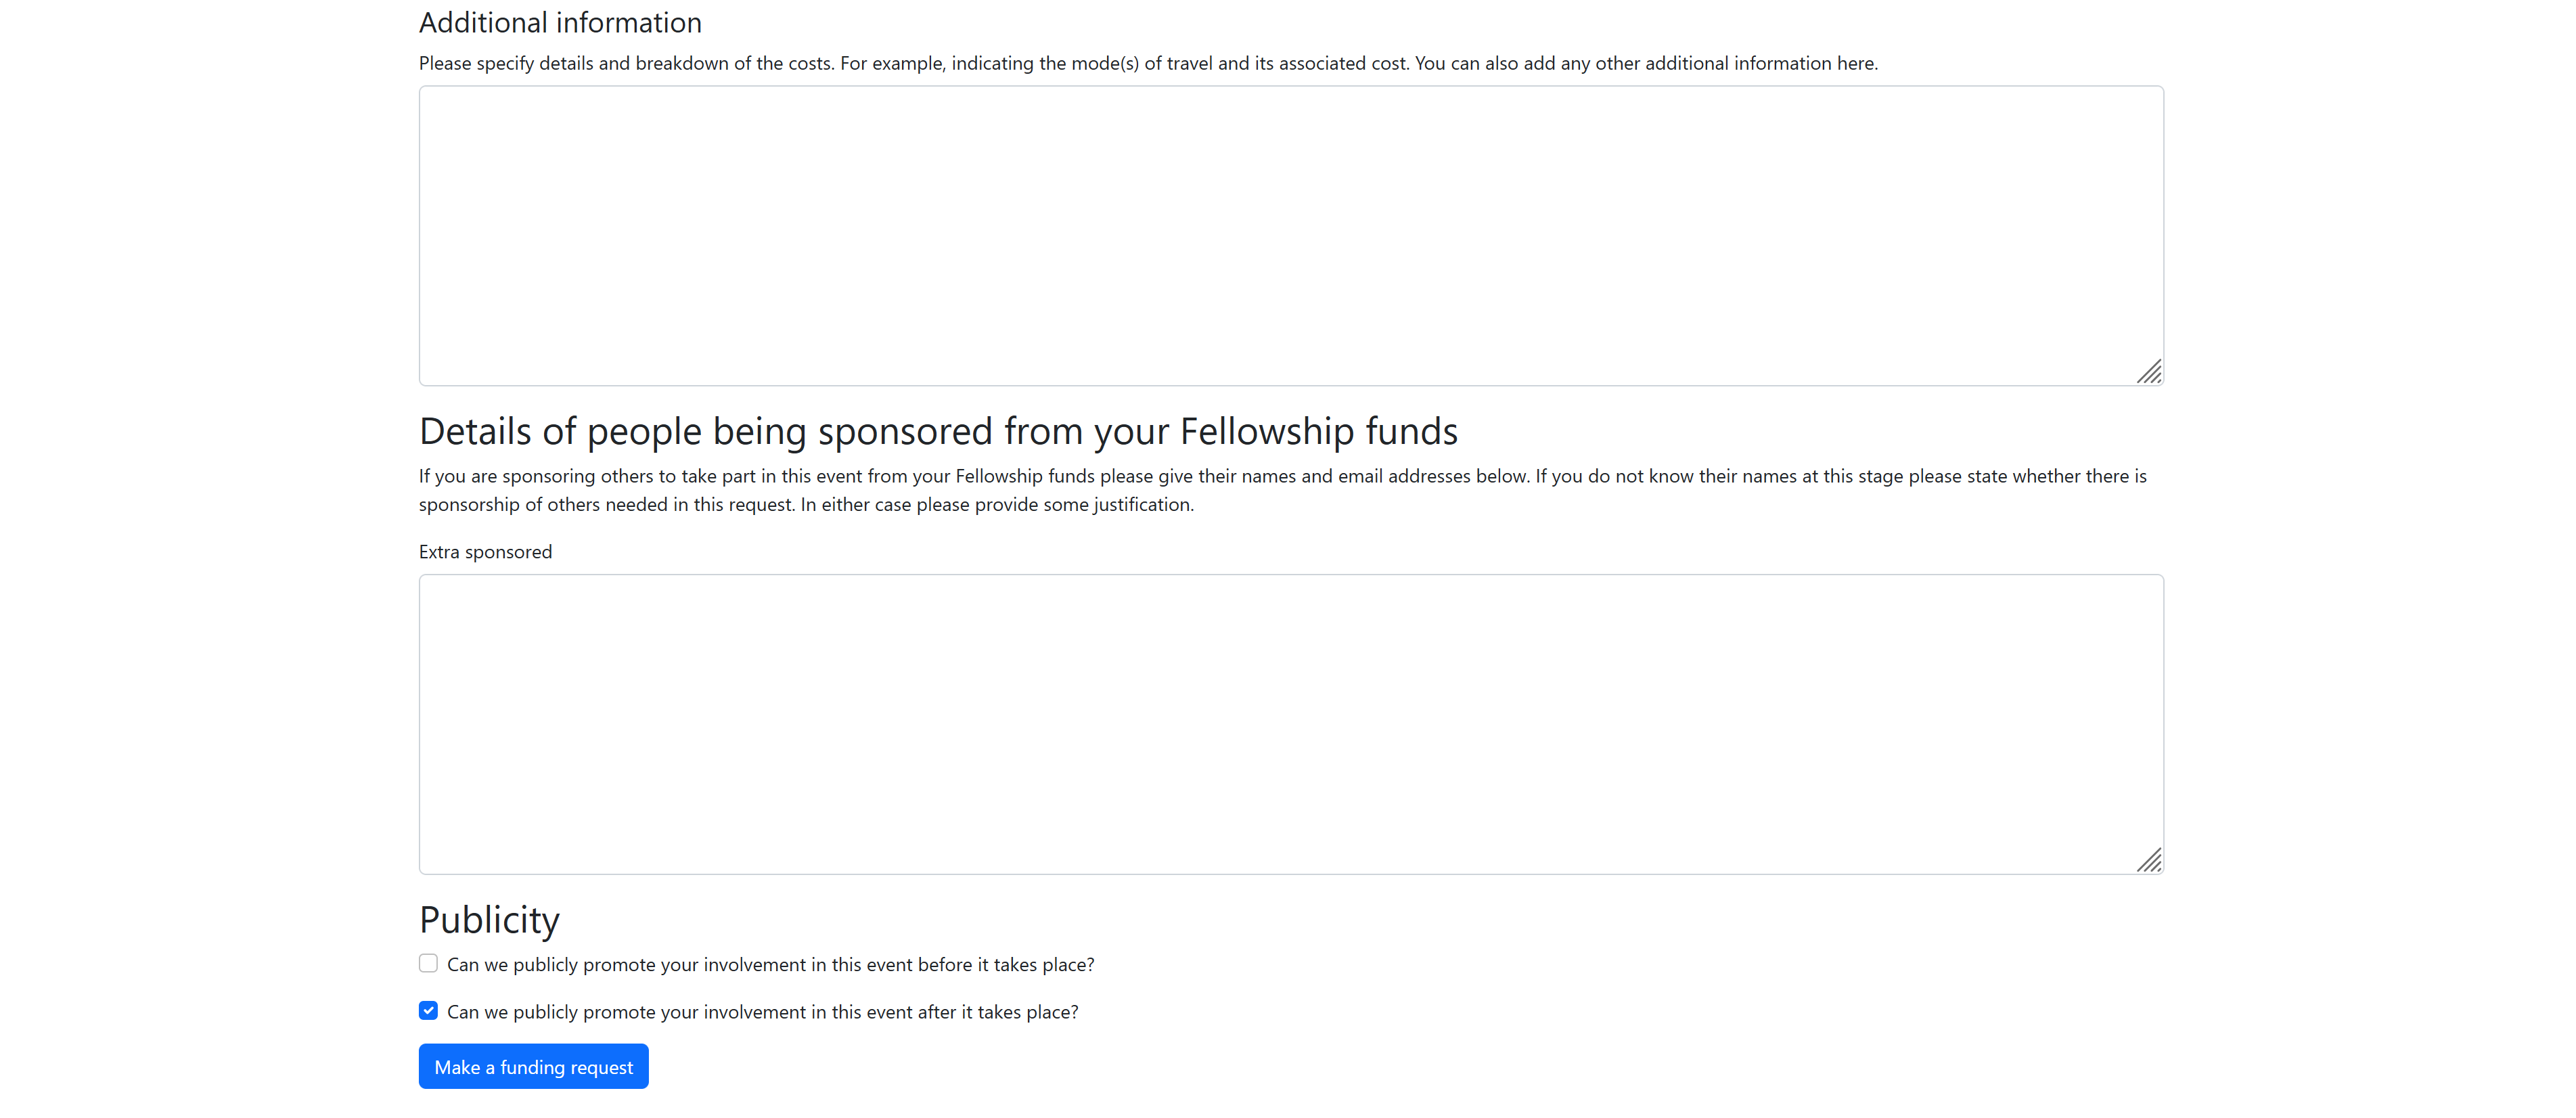 Additional information
Please specify details and breakdown of the costs. For example, indicating the mode(s) of travel and its associated cost. You can also add any other additional information here.
Details of people being sponsored from your Fellowship funds
If you are sponsoring others to take part in this event from your Fellowship funds please give their names and email addresses below. If you do not know their names at this stage please state whether there is
sponsorship of others needed in this request. In either case please provide some justification.
Extra sponsored
Publicity
Can we publicly promote your involvement in this event before it takes place?
Can we publicly promote your involvement in this event after it takes place?
Make a funding request